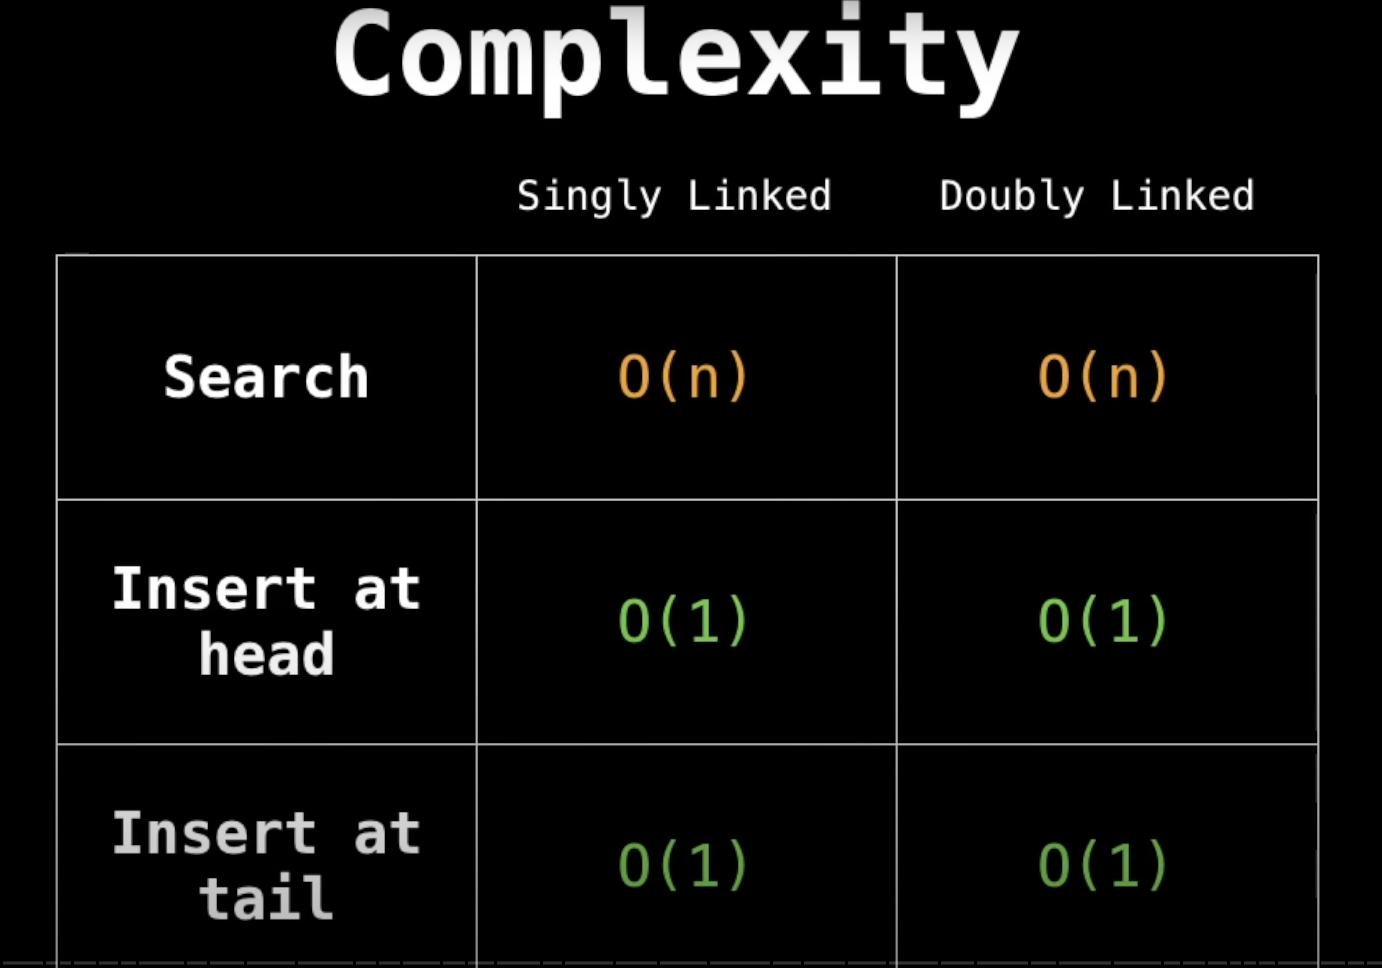 Complexity
Singly Linked Doubly Linked
Search O(n) O(n)
Insert at
head O(1) O(1)
Insert at
tail O(1) O(1)